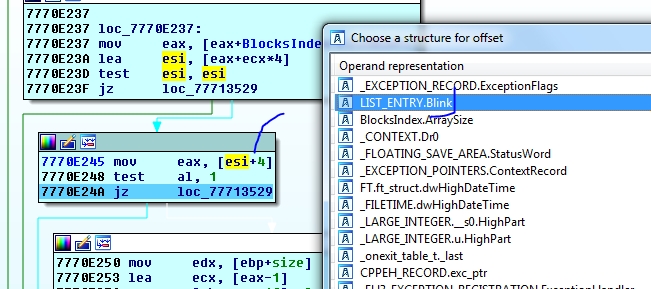 7770E237
7770E237 loc_7770E237:
7770E237 mov eax, [eax+BlocksInde
7770E23A lea esi, [eax+ecx*4]
7770E23D test esi, esi
7770E23F jz loc_77713529
7770E245 mov eax, [esi+4]
7770E248 test al, 1
7770E24A jz loc_77713529
7770E250 mov edx, [ebp+size]
7770E253 lea ecx, [eax-1]
Choose a structure for offset
Operand representation
_EXCEPTION_RECORD.ExceptionFlags
LIST_ENTRY.Blink
BlocksIndex.ArraySize
_CONTEXT.Dr0
_FLOATING_SAVE_AREA.StatusWord
_EXCEPTION_POINTERS.ContextRecord
FT.ft_struct.dwHighDateTime
_FILETIME.dwHighDateTime
_LARGE_INTEGER.__s0.HighPart
_LARGE_INTEGER.u.HighPart
_onexit_table_t._last
CPPEH_RECORD.exc_ptr